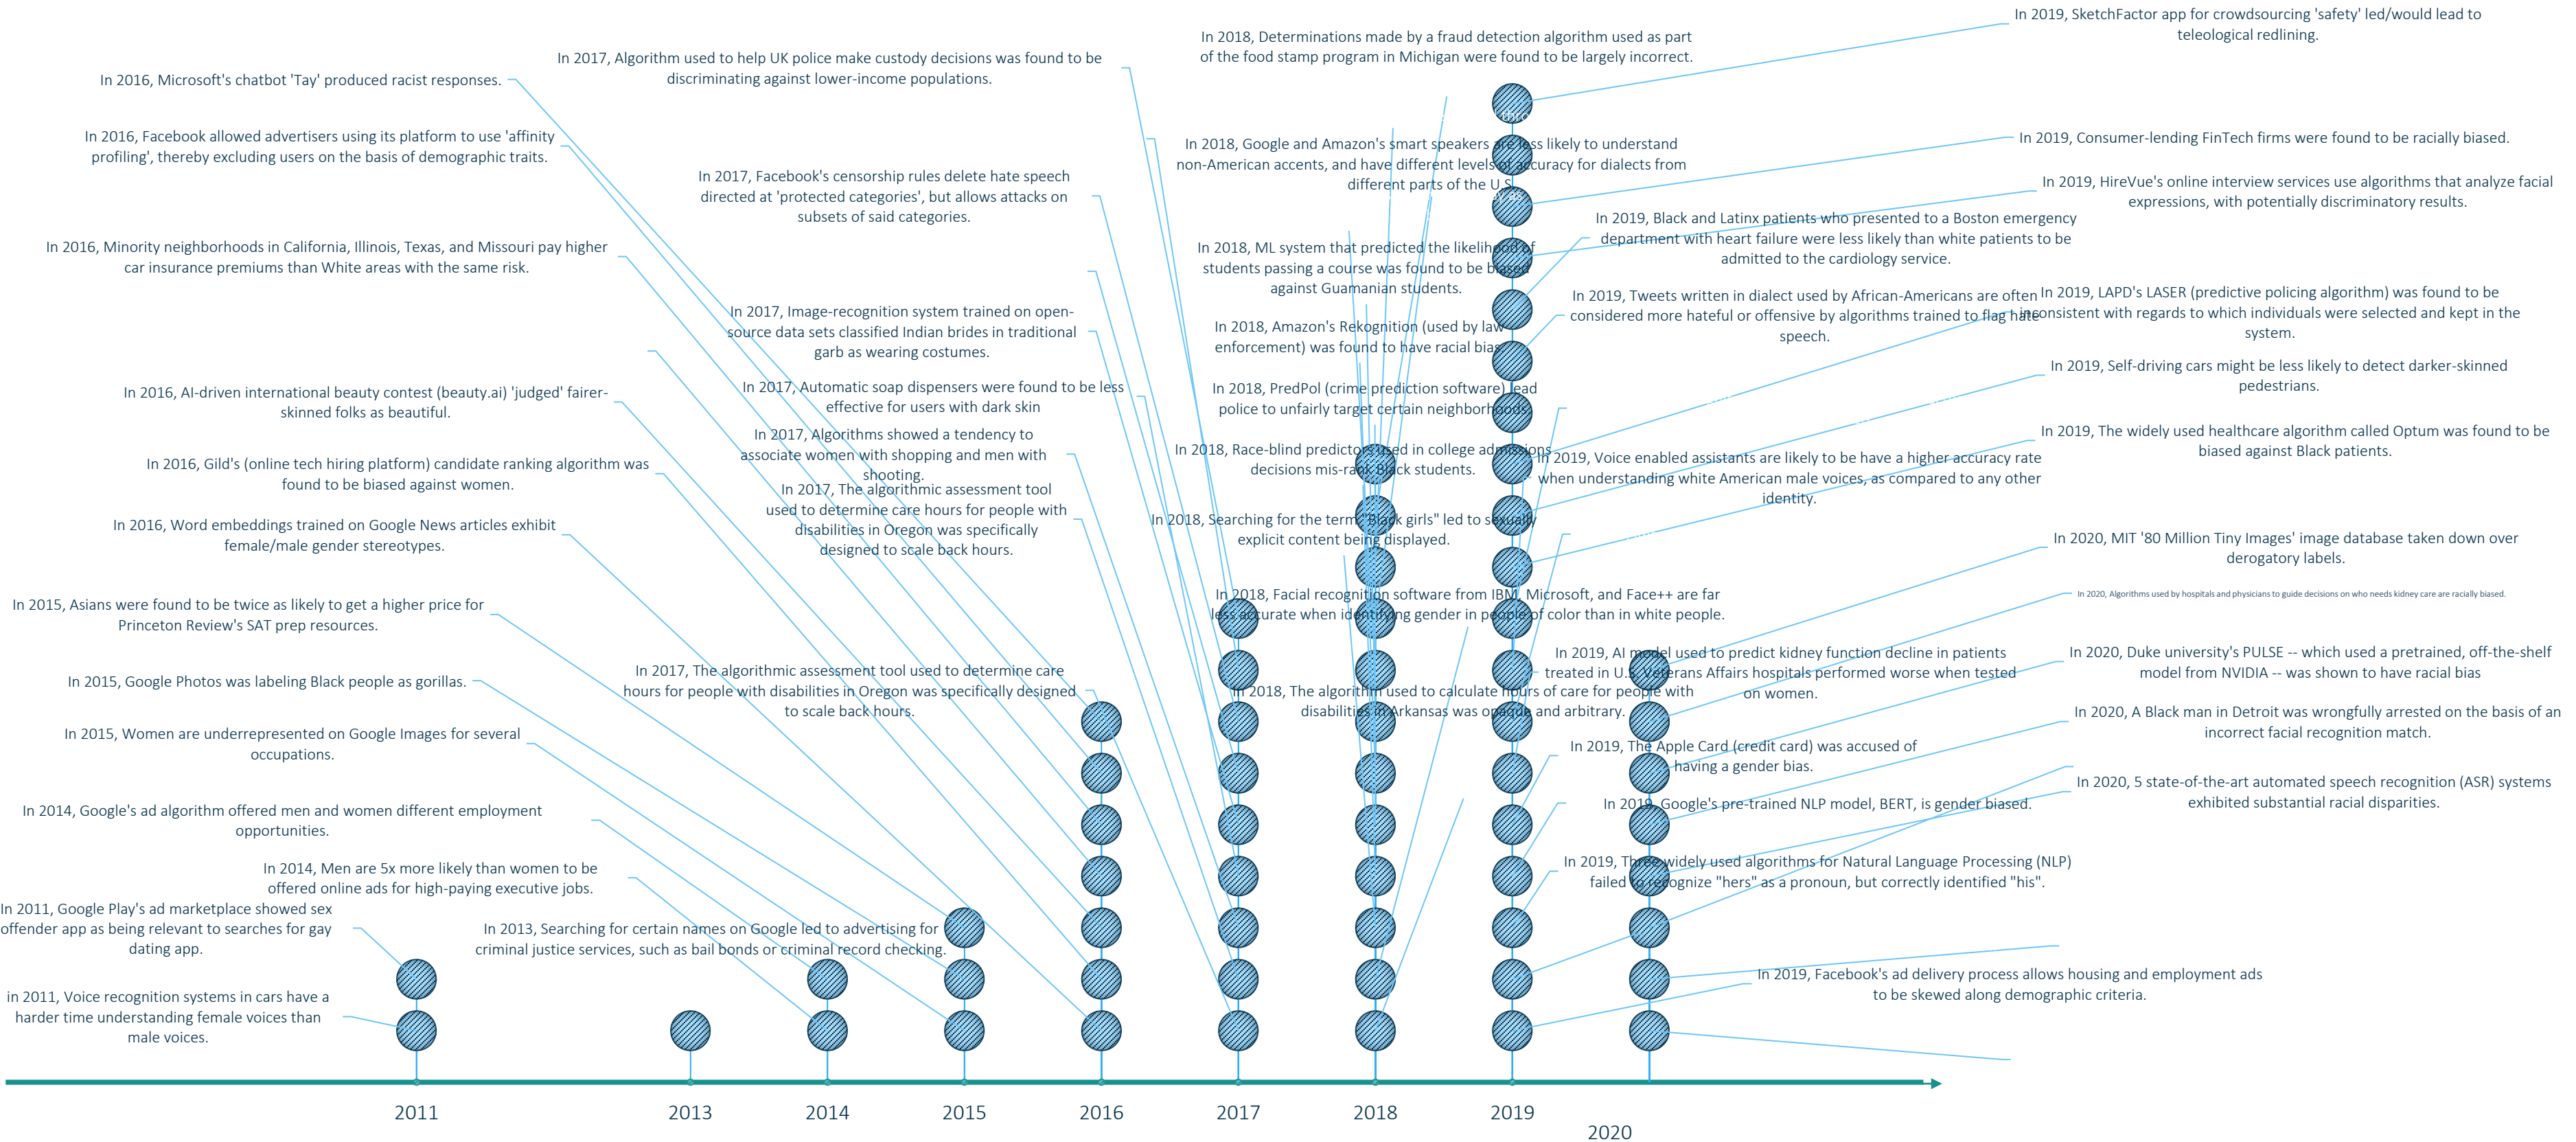 In 2016, Microsoft's chatbot 'Tay' produced racist responses.
In 2016, Facebook allowed advertisers using its platform to use 'affinity
profiling', thereby excluding users on the basis of demographic traits.
In 2016, Minority neighborhoods in California, Illinois, Texas, and Missouri pay higher
car insurance premiums than White areas with the same risk.
In 2016, AI-driven international beauty contest (beauty.ai) 'judged' fairer-
skinned folks as beautiful.
In 2016, Gild's (online tech hiring platform) candidate ranking algorithm was
found to be biased against women.
In 2016, Word embeddings trained on Google News articles exhibit
female/male gender stereotypes.
In 2015, Asians were found to be twice as likely to get a higher price for
Princeton Review's SAT prep resources.
In 2015, Google Photos was labeling Black people as gorillas.
In 2015, Women are underrepresented on Google Images for several
occupations.
In 2014, Google's ad algorithm offered men and women different employment
opportunities.
In 2014, Men are 5x more likely than women to be
offered online ads for high-paying executive jobs.
In 2011, Google Play's ad marketplace showed sex
offender app as being relevant to searches for gay
dating app.
in 2011, Voice recognition systems in cars have a
harder time understanding female voices than
male voices.
In 2013, Searching for certain names on Google led to advertising for
criminal justice services, such as bail bonds or criminal record checking.
In 2017, Algorithm used to help UK police make custody decisions was found to be
discriminating against lower-income populations.
In 2017, Facebook's censorship rules delete hate speech
directed at 'protected categories', but allows attacks on
subsets of said categories.
In 2017, Image-recognition system trained on open-
source data sets classified Indian brides in traditional
garb as wearing costumes.
In 2017, Automatic soap dispensers were found to be less
effective for users with dark skin
In 2017, Algorithms showed a tendency to
associate women with shopping and men with
shooting.
In 2017, The algorithmic assessment tool
used to determine care hours for people with
disabilities in Oregon was specifically
designed to scale back hours.
In 2017, The algorithmic assessment tool used to determine care
hours for people with disabilities in Oregon was specifically designed
to scale back hours.
In 2018, Determinations made by a fraud detection algorithm used as part
of the food stamp program in Michigan were found to be largely incorrect.
In 2018, Google and Amazon's smart speakers are less likely to understand
non-American accents, and have different levels of accuracy for dialects from
different parts of the U.S.
In 2018, ML system that predicted the likelihood of
students passing a course was found to be biased
against Guamanian students.
In 2018, Amazon's Rekognition (used by law
enforcement) was found to have racial bias.
In 2018, PredPol (crime prediction software) lead
police to unfairly target certain neighborhoods.
In 2018, Race-blind predictors used in college admissions
decisions mis-rank Black students.
In 2018, Searching for the term "Black girls" led to sexually
explicit content being displayed.
In 2018, Facial recognition software from IBM, Microsoft, and Face++ are far
less accurate when identifying gender in people of color than in white people.
In 2018, The algorithm used to calculate hours of care for people with
disabilities in Arkansas was opaque and arbitrary.
In 2019, SketchFactor app for crowdsourcing 'safety' led/would lead to
teleological redlining.
In 2019, Consumer-lending FinTech firms were found to be racially biased.
In 2019, HireVue's online interview services use algorithms that analyze facial
expressions, with potentially discriminatory results.
In 2019, Black and Latinx patients who presented to a Boston emergency
department with heart failure were less likely than white patients to be
admitted to the cardiology service.
In 2019, Tweets written in dialect used by African-Americans are often
considered more hateful or offensive by algorithms trained to flag hate
speech.
In 2019, LAPD's LASER (predictive policing algorithm) was found to be
inconsistent with regards to which individuals were selected and kept in the
system.
In 2019, Self-driving cars might be less likely to detect darker-skinned
pedestrians.
In 2019, The widely used healthcare algorithm called Optum was found to be
biased against Black patients.
In 2019, Voice enabled assistants are likely to be have a higher accuracy rate
when understanding white American male voices, as compared to any other
identity.
In 2020, MIT '80 Million Tiny Images' image database taken down over
derogatory labels.
In 2020, Algorithms used by hospitals and physicians to guide decisions on who needs kidney care are racially biased.
In 2019, AI model used to predict kidney function decline in patients
treated in U.S. Veterans Affairs hospitals performed worse when tested
on women.
In 2020, Duke university's PULSE -- which used a pretrained, off-the-shelf
model from NVIDIA -- was shown to have racial bias
In 2020, A Black man in Detroit was wrongfully arrested on the basis of an
incorrect facial recognition match.
In 2019, The Apple Card (credit card) was accused of
having a gender bias.
In 2020, 5 state-of-the-art automated speech recognition (ASR) systems
exhibited substantial racial disparities.
In 2019, Google's pre-trained NLP model, BERT, is gender biased.
In 2019, Three widely used algorithms for Natural Language Processing (NLP)
failed to recognize "hers" as a pronoun, but correctly identified "his".
In 2019, Facebook's ad delivery process allows housing and employment ads
to be skewed along demographic criteria.
2011
2013
2014
2015
2016
2017
2018
2019
2020